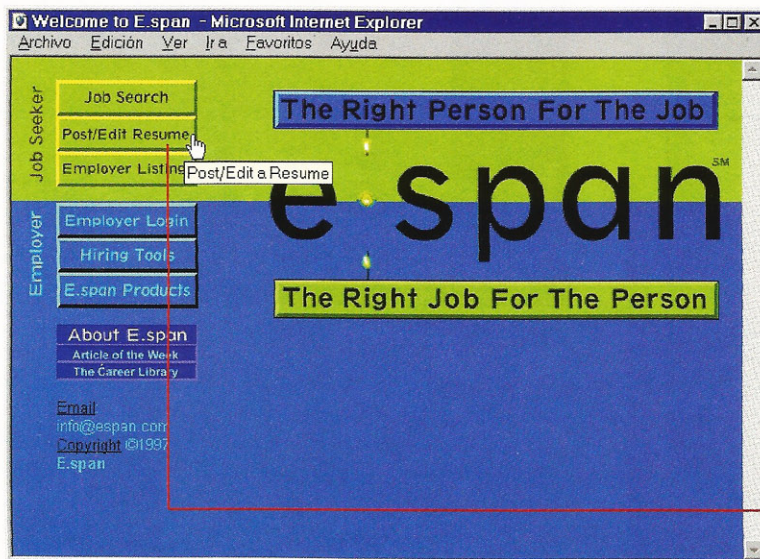 Welcome to E.span - Microsoft Internet Explorer
Archivo Edición Ver Ir a Favoritos Ayuda
Job Seeker
Job Search
Post/Edit Resume
Employer Listing
Post/Edit a Resume
The Right Person For The Job
e span SM
The Right Job For The Person
Employer
Employer Login
Hiring Tools
E.span Products
About E.span
Article of the Week
The Career Library
Email
info@espan.com
Copyright ©1997
E.span